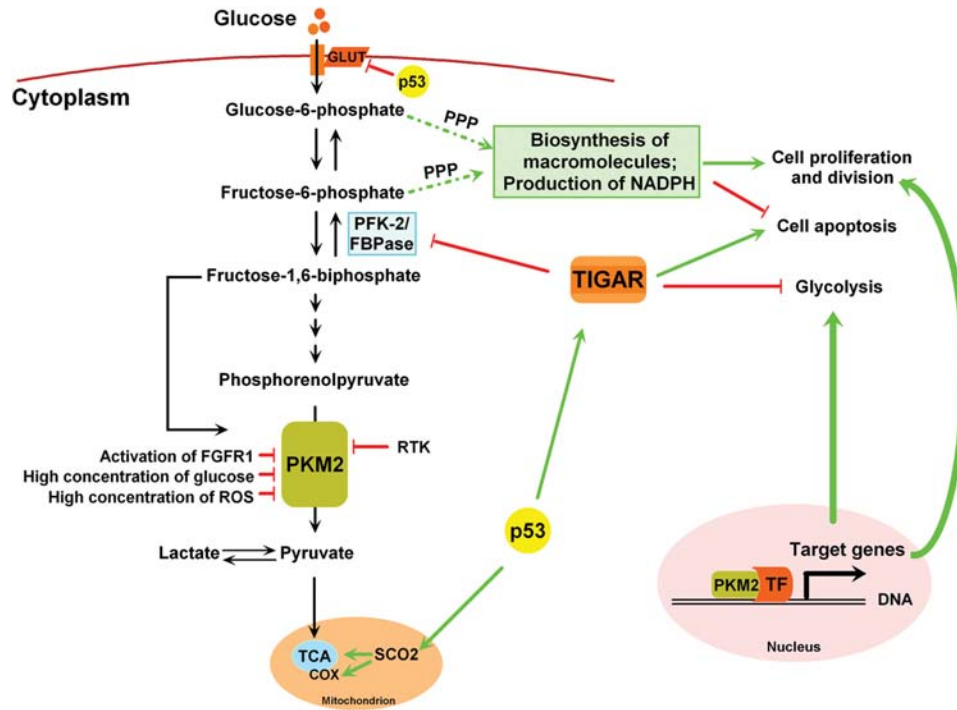 Glucose
GLUT
p53
Cytoplasm
Glucose-6-phosphate
PPP
Biosynthesis of
macromolecules;
Production of NADPH
Cell proliferation
and division
PPP
Fructose-6-phosphate
PFK-2/
FBPase
Cell apoptosis
Fructose-1,6-biphosphate
TIGAR
Glycolysis
Phosphorenolpyruvate
Activation of FGFR1
High concentration of glucose
High concentration of ROS
PKM2
RTK
p53
Lactate
Pyruvate
Target genes
PKM2
TF
DNA
Nucleus
TCA
COX
SCO2
Mitochondrion